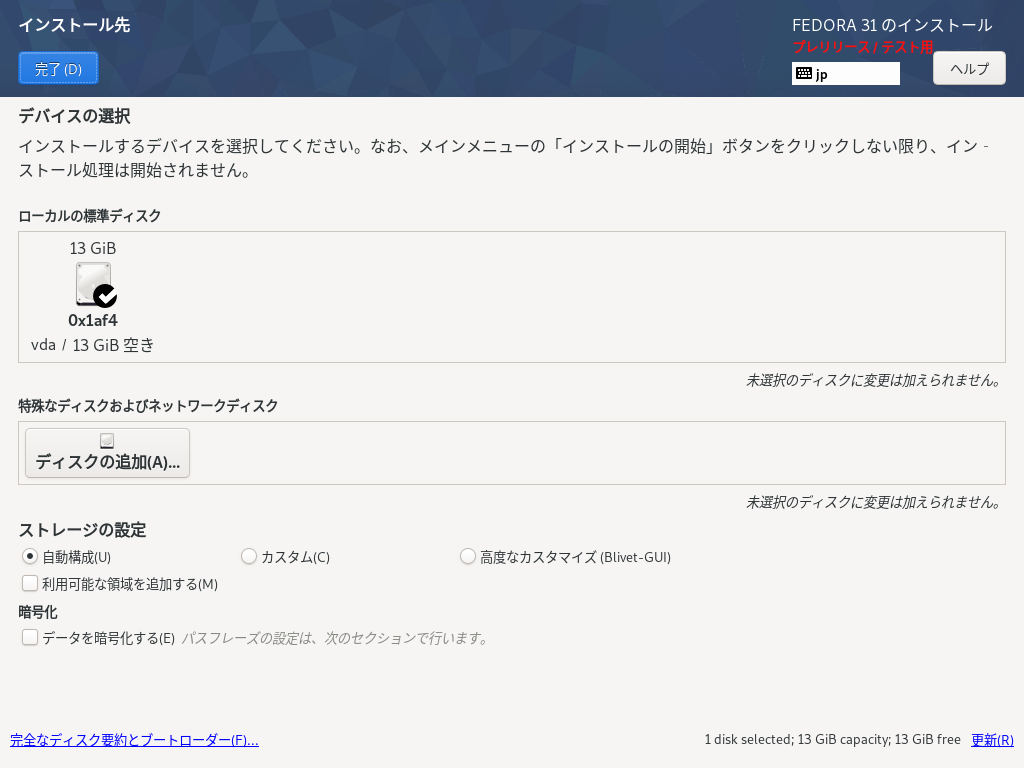 インストール先
FEDORA 31 のインストール
プレリリース / テスト用
完了 (D)
jp
ヘルプ
デバイスの選択
インストールするデバイスを選択してください。なお、メインメニューの「インストールの開始」ボタンをクリックしない限り、イン‐
ストール処理は開始されません。
ローカルの標準ディスク
13 GiB
0x1af4
vda / 13 GiB 空き
未選択のディスクに変更は加えられません。
特殊なディスクおよびネットワークディスク
ディスクの追加(A)...
未選択のディスクに変更は加えられません。
ストレージの設定
自動構成(U) カスタム(C) 高度なカスタマイズ (Blivet-GUI)
利用可能な領域を追加する(M)
暗号化
データを暗号化する(E) パスフレーズの設定は、次のセクションで行います。
完全なディスク要約とブートローダー(F)... 1 disk selected; 13 GiB capacity; 13 GiB free 更新(R)